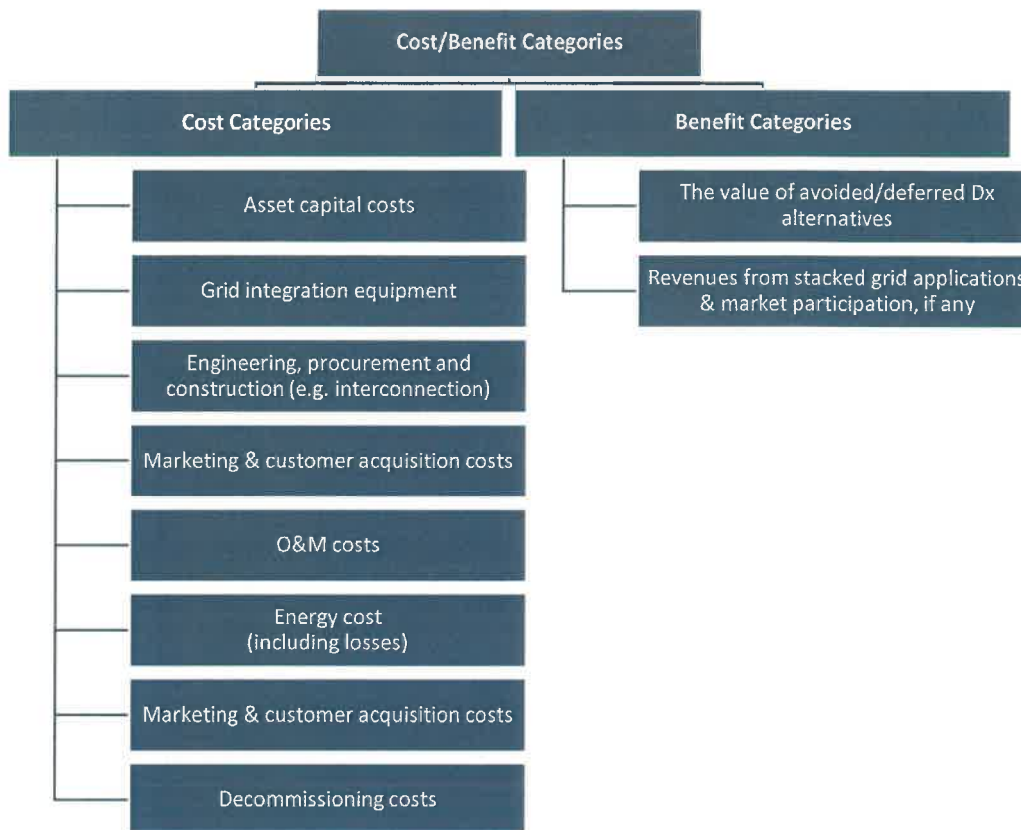 Cost/Benefit Categories
Cost Categories
Asset capital costs
Grid integration equipment
Engineering, procurement and
construction (e.g. interconnection)
Marketing & customer acquisition costs
O&M costs
Energy cost
(including losses)
Marketing & customer acquisition costs
Decommissioning costs
Benefit Categories
The value of avoided/deferred Dx
alternatives
Revenues from stacked grid applications
& market participation, if any